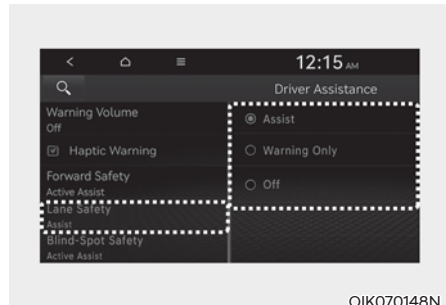 12:15 AM
Driver Assistance
Warning Volume
Off
Haptic Warning
Forward Safety
Active Assist
Lane Safety
Assist
Blind-Spot Safety
Active Assist
Assist
Warning Only
Off
OIK070148N